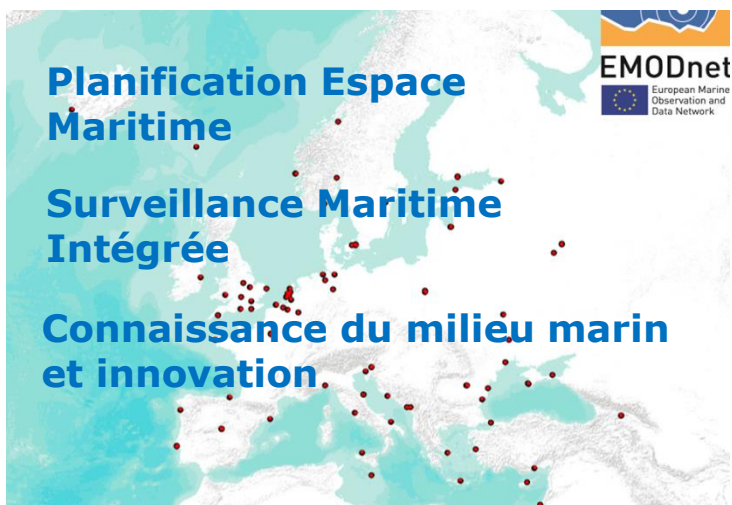 Planification Espace
Maritime
Surveillance Maritime
Intégrée
Connaissance du milieu marin
et innovation
EMODnet
European Marine
Observation and
Data Network